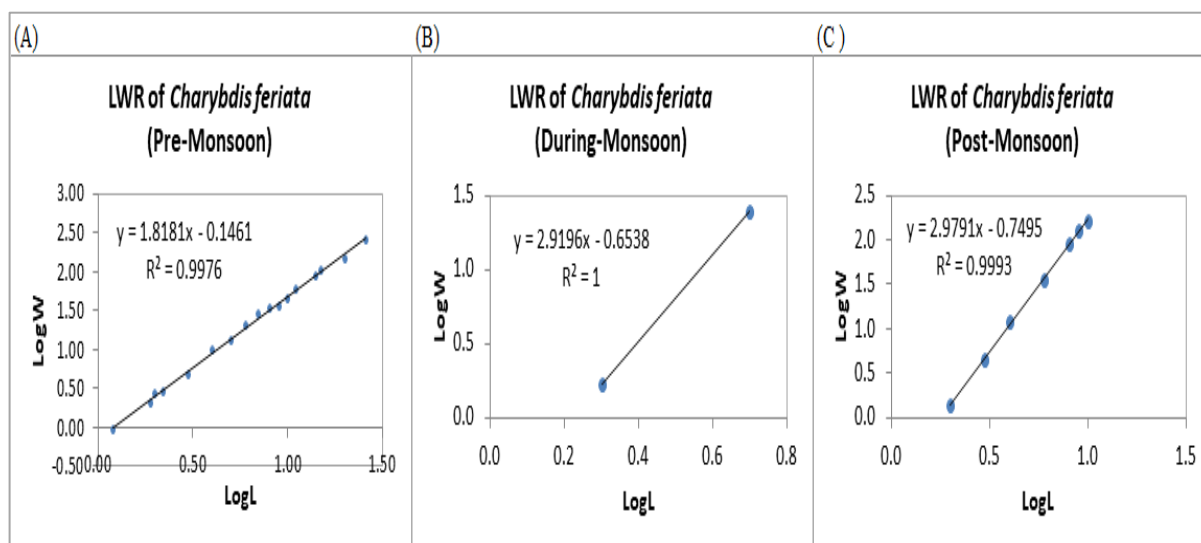 (A)
LWR of Charybdis feriata
(Pre-Monsoon)
3.00
2.50
2.00
1.50
1.00
0.50
0.00
-0.50
y = 1.8181x - 0.1461
R² = 0.9976
LogW
0.00 0.50 1.00 1.50
LogL
(B)
LWR of Charybdis feriata
(During-Monsoon)
1.5
1.0
0.5
0.0
y = 2.9196x - 0.6538
R² = 1
LogW
0.0 0.2 0.4 0.6 0.8
LogL
(C )
LWR of Charybdis feriata
(Post-Monsoon)
2.5
2.0
1.5
1.0
0.5
0.0
y = 2.9791x - 0.7495
R² = 0.9993
LogW
0.0 0.5 1.0 1.5
LogL